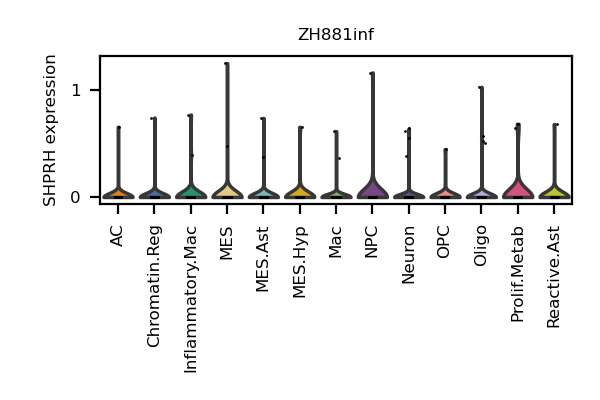 ZH881inf
SHPRH expression
1
0
AC
Chromatin.Reg
Inflammatory.Mac
MES
MES.Ast
MES.Hyp
Mac
NPC
Neuron
OPC
Oligo
Prolif.Metab
Reactive.Ast